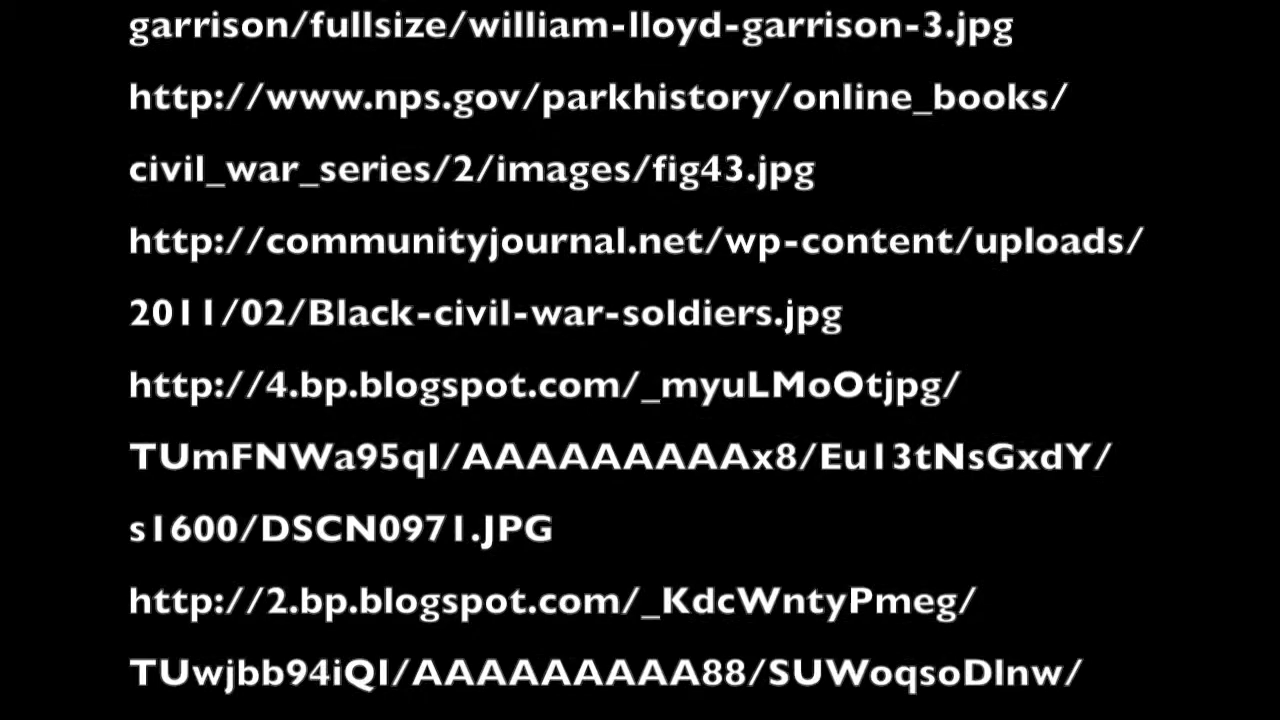 garrison/fullsize/william-lloyd-garrison-3.jpg
http://www.nps.gov/parkhistory/online_books/
civil_war_series/2/images/fig43.jpg
http://communityjournal.net/wp-content/uploads/
2011/02/Black-civil-war-soldiers.jpg
http://4.bp.blogspot.com/_myuLMoOtjpg/
TUmFNWa95qI/AAAAAAAAAx8/Eu13tNsGxdY/
s1600/DSCN0971.JPG
http://2.bp.blogspot.com/_KdcWntyPmeg/
TUwjbb94iQI/AAAAAAAAA88/SUWoqsoDInw/